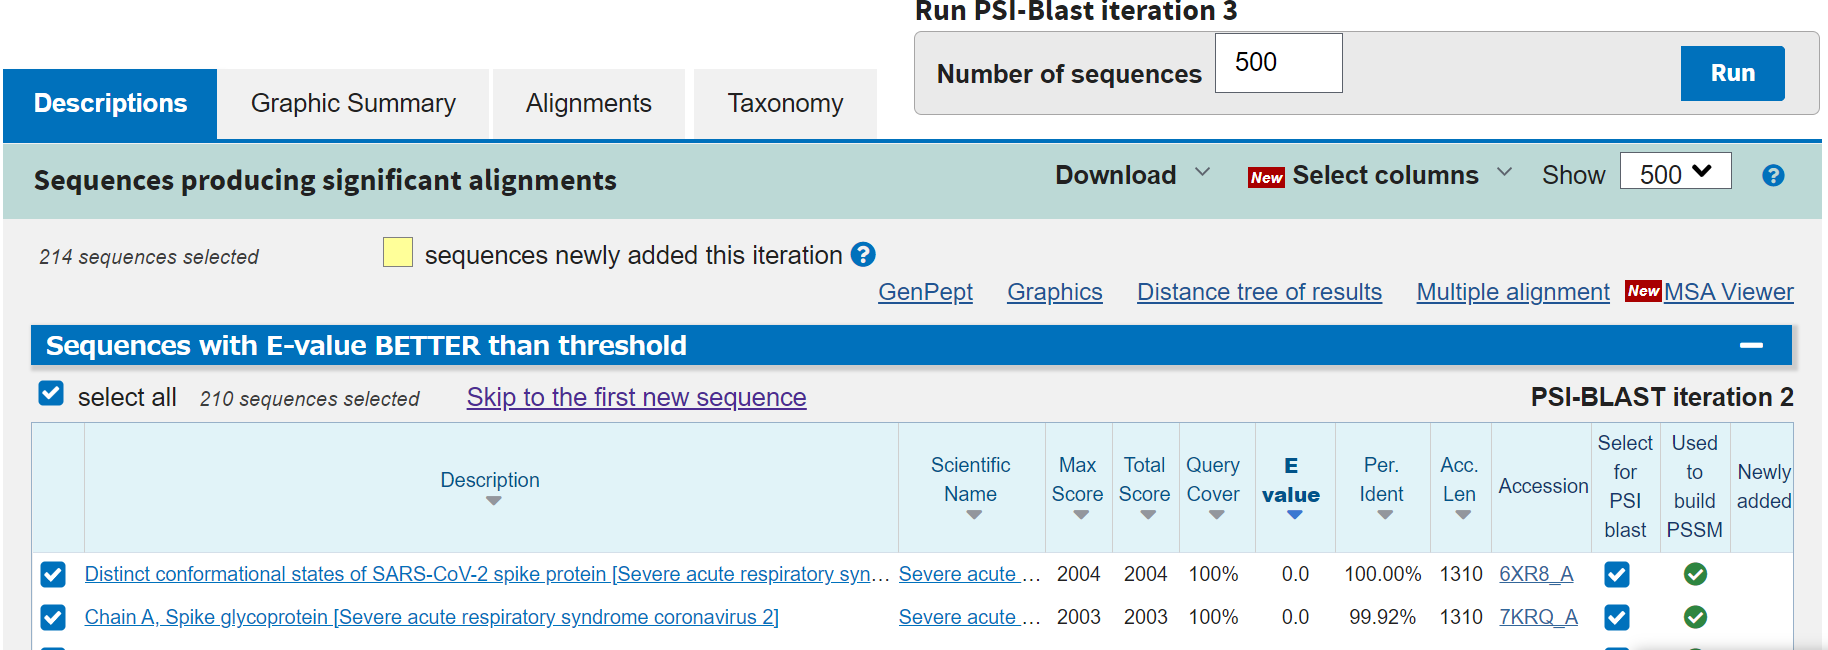 Run PSI-Blast iteration 3
Number of sequences 500 Run
Descriptions Graphic Summary Alignments Taxonomy
Sequences producing significant alignments Download New Select columns Show 500 ?
214 sequences selected sequences newly added this iteration ?
GenPept Graphics Distance tree of results Multiple alignment New MSA Viewer
Sequences with E-value BETTER than threshold
select all 210 sequences selected Skip to the first new sequence PSI-BLAST iteration 2
Description Scientific Name Max Score Total Score Query Cover E value Per. Ident Acc. Len Accession Select for PSI blast Used to build PSSM Newly added
Distinct conformational states of SARS-CoV-2 spike protein [Severe acute respiratory syn... Severe acute ... 2004 2004 100% 0.0 100.00% 1310 6XR8_A
Chain A, Spike glycoprotein [Severe acute respiratory syndrome coronavirus 2] Severe acute ... 2003 2003 100% 0.0 99.92% 1310 7KRQ_A